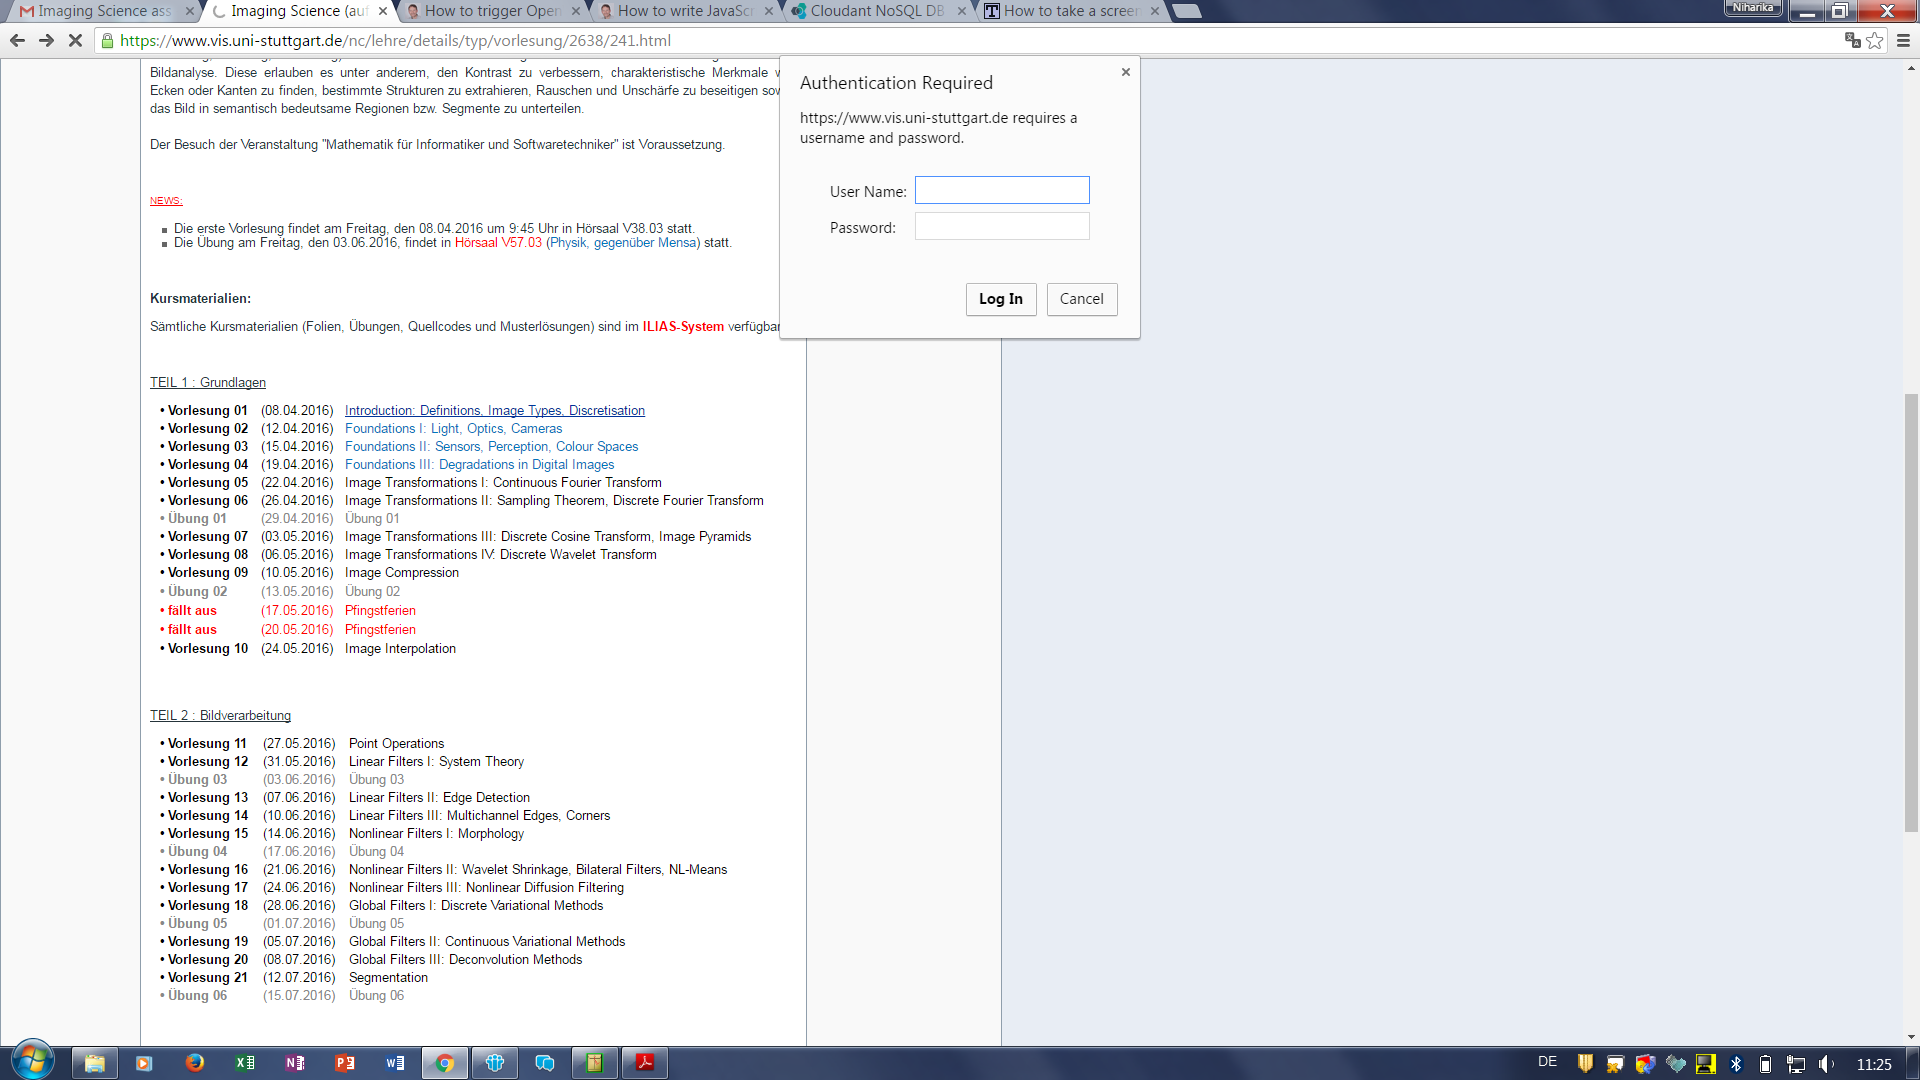 Imaging Science ass
Imaging Science (auf
How to trigger Open
How to write JavaScr
Cloudant NoSQL DB
How to take a screen
Niharika
https://www.vis.uni-stuttgart.de/nc/lehre/details/typ/vorlesung/2638/241.html
Bildanalyse. Diese erlauben es unter anderem, den Kontrast zu verbessern, charakteristische Merkmale
Ecken oder Kanten zu finden, bestimmte Strukturen zu extrahieren, Rauschen und Unschärfe zu beseitigen sow
das Bild in semantisch bedeutsame Regionen bzw. Segmente zu unterteilen.
Der Besuch der Veranstaltung "Mathematik für Informatiker und Softwaretechniker" ist Voraussetzung.
NEWS:
Die erste Vorlesung findet am Freitag, den 08.04.2016 um 9:45 Uhr in Hörsaal V38.03 statt.
Die Übung am Freitag, den 03.06.2016, findet in Hörsaal V57.03 (Physik, gegenüber Mensa) statt.
Kursmaterialien:
Sämtliche Kursmaterialien (Folien, Übungen, Quellcodes und Musterlösungen) sind im ILIAS-System verfügbar
TEIL 1 : Grundlagen
• Vorlesung 01 (08.04.2016) Introduction: Definitions, Image Types, Discretisation
• Vorlesung 02 (12.04.2016) Foundations I: Light, Optics, Cameras
• Vorlesung 03 (15.04.2016) Foundations II: Sensors, Perception, Colour Spaces
• Vorlesung 04 (19.04.2016) Foundations III: Degradations in Digital Images
• Vorlesung 05 (22.04.2016) Image Transformations I: Continuous Fourier Transform
• Vorlesung 06 (26.04.2016) Image Transformations II: Sampling Theorem, Discrete Fourier Transform
• Übung 01 (29.04.2016) Übung 01
• Vorlesung 07 (03.05.2016) Image Transformations III: Discrete Cosine Transform, Image Pyramids
• Vorlesung 08 (06.05.2016) Image Transformations IV: Discrete Wavelet Transform
• Vorlesung 09 (10.05.2016) Image Compression
• Übung 02 (13.05.2016) Übung 02
• fällt aus (17.05.2016) Pfingstferien
• fällt aus (20.05.2016) Pfingstferien
• Vorlesung 10 (24.05.2016) Image Interpolation
TEIL 2 : Bildverarbeitung
• Vorlesung 11 (27.05.2016) Point Operations
• Vorlesung 12 (31.05.2016) Linear Filters I: System Theory
• Übung 03 (03.06.2016) Übung 03
• Vorlesung 13 (07.06.2016) Linear Filters II: Edge Detection
• Vorlesung 14 (10.06.2016) Linear Filters III: Multichannel Edges, Corners
• Vorlesung 15 (14.06.2016) Nonlinear Filters I: Morphology
• Übung 04 (17.06.2016) Übung 04
• Vorlesung 16 (21.06.2016) Nonlinear Filters II: Wavelet Shrinkage, Bilateral Filters, NL-Means
• Vorlesung 17 (24.06.2016) Nonlinear Filters III: Nonlinear Diffusion Filtering
• Vorlesung 18 (28.06.2016) Global Filters I: Discrete Variational Methods
• Übung 05 (01.07.2016) Übung 05
• Vorlesung 19 (05.07.2016) Global Filters II: Continuous Variational Methods
• Vorlesung 20 (08.07.2016) Global Filters III: Deconvolution Methods
• Vorlesung 21 (12.07.2016) Segmentation
• Übung 06 (15.07.2016) Übung 06
Authentication Required
https://www.vis.uni-stuttgart.de requires a
username and password.
User Name:
Password:
Log In
Cancel
DE
11:25